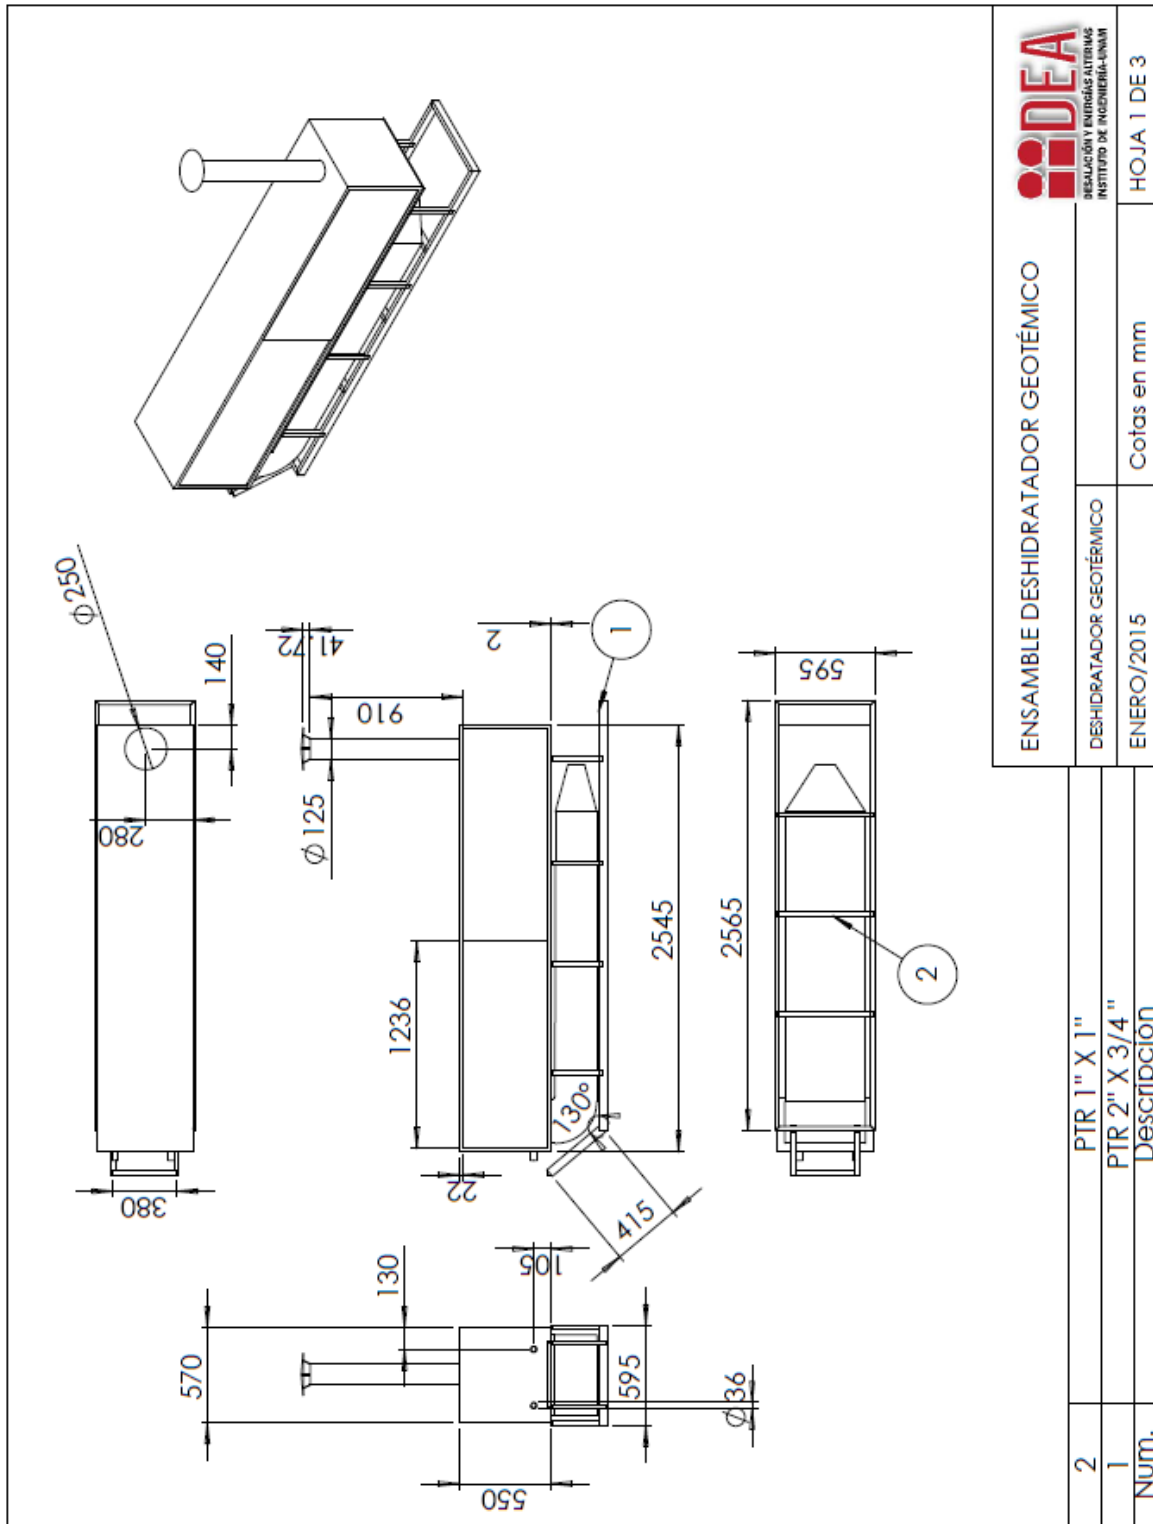 Φ250
140
280
380
41.72
910
Φ125
2
1
1236
2545
22
130°
415
2565
595
2
570
130
105
550
595
Φ36
ENSAMBLE DESHIDRATADOR GEOTÉMICO
DEA
DESALACIÓN Y ENERGÍAS ALTERNAS
INSTITUTO DE INGENIERÍA-UNAM
DESHIDRATADOR GEOTÉRMICO
ENERO/2015
Cotas en mm
HOJA 1 DE 3
2 PTR 1" X 1"
1 PTR 2" X 3/4"
Num. Descripción